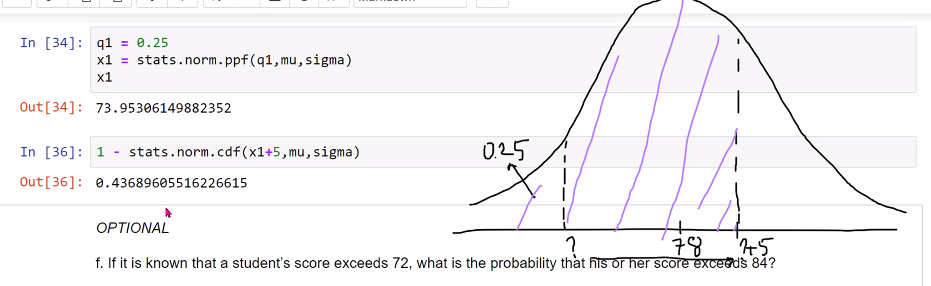 In [34]: q1 = 0.25
x1 = stats.norm.ppf(q1,mu,sigma)
x1
Out[34]: 73.95306149882352
0.25
In [36]: 1 - stats.norm.cdf(x1+5,mu,sigma)
Out[36]: 0.43689605516226615
OPTIONAL
? 78 ?+5
f. If it is known that a student's score exceeds 72, what is the probability that his or her score exceeds 84?